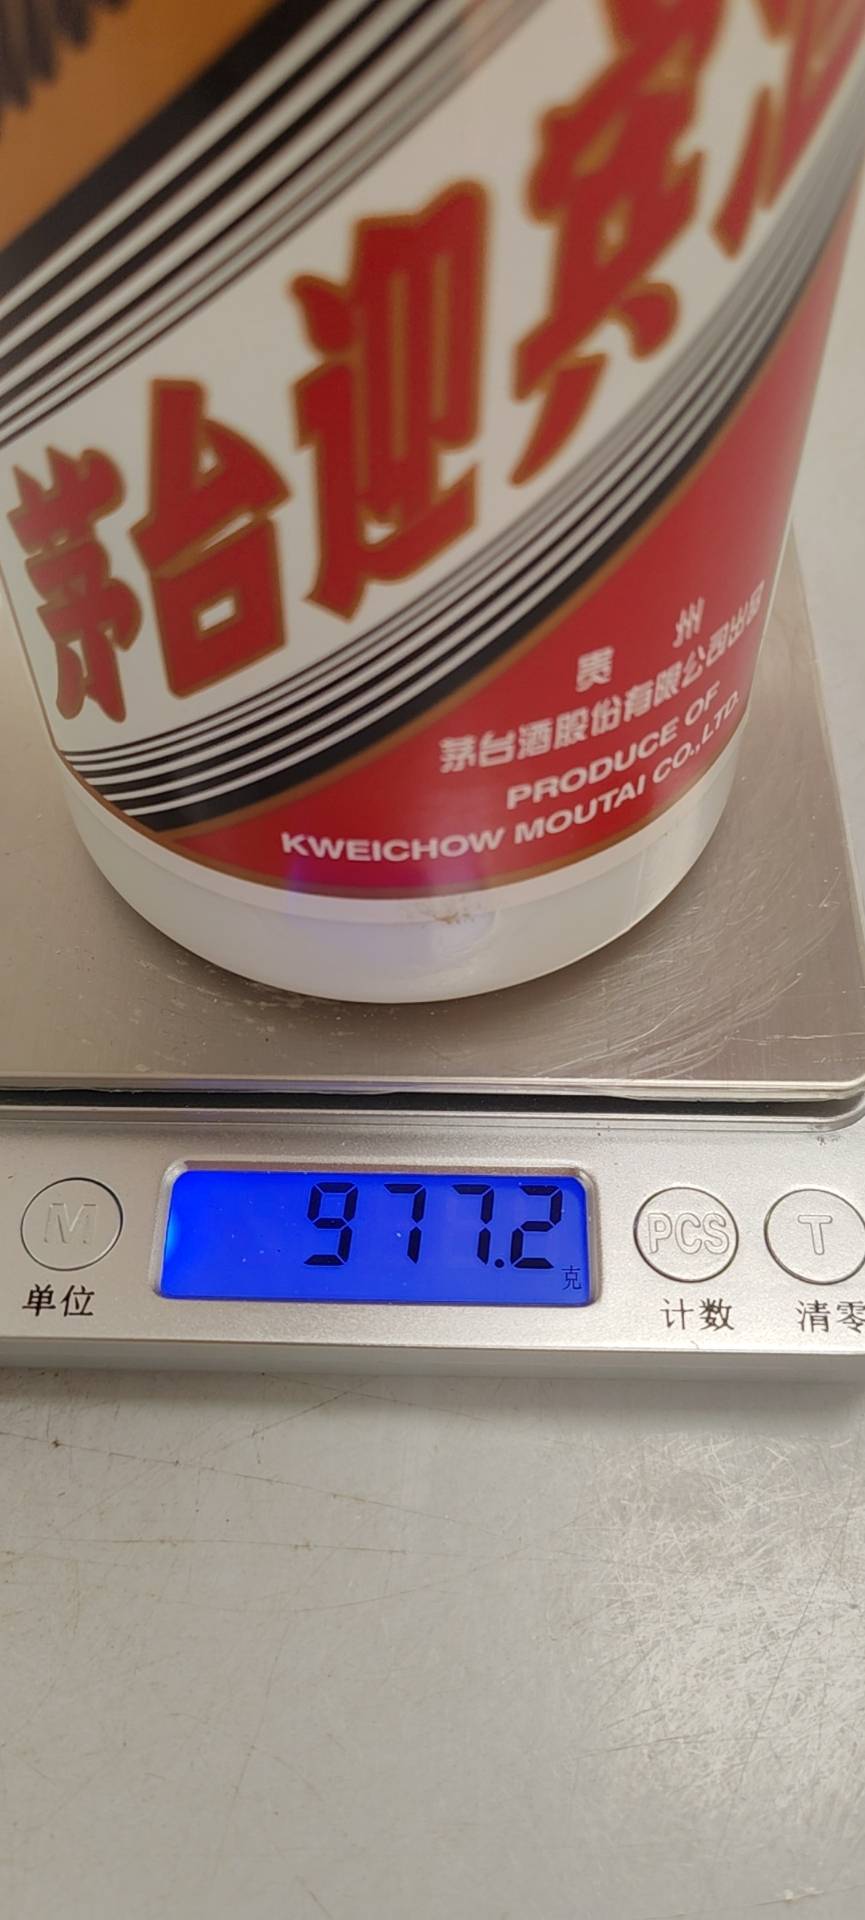 茅台迎宾酒
贵 州
茅台酒股份有限公司出品
PRODUCE OF
KWEICHOW MOUTAI CO.,LTD.
977.2
克
M
PCS
T
单位
计数
清零